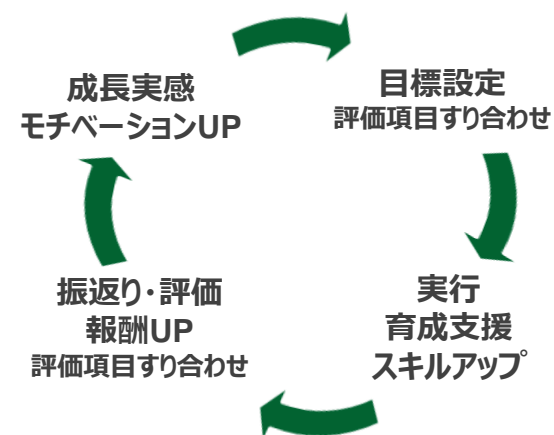 成長実感
モチベーションUP
目標設定
評価項目すり合わせ
実行
育成支援
スキルアップ
振返り・評価
報酬UP
評価項目すり合わせ